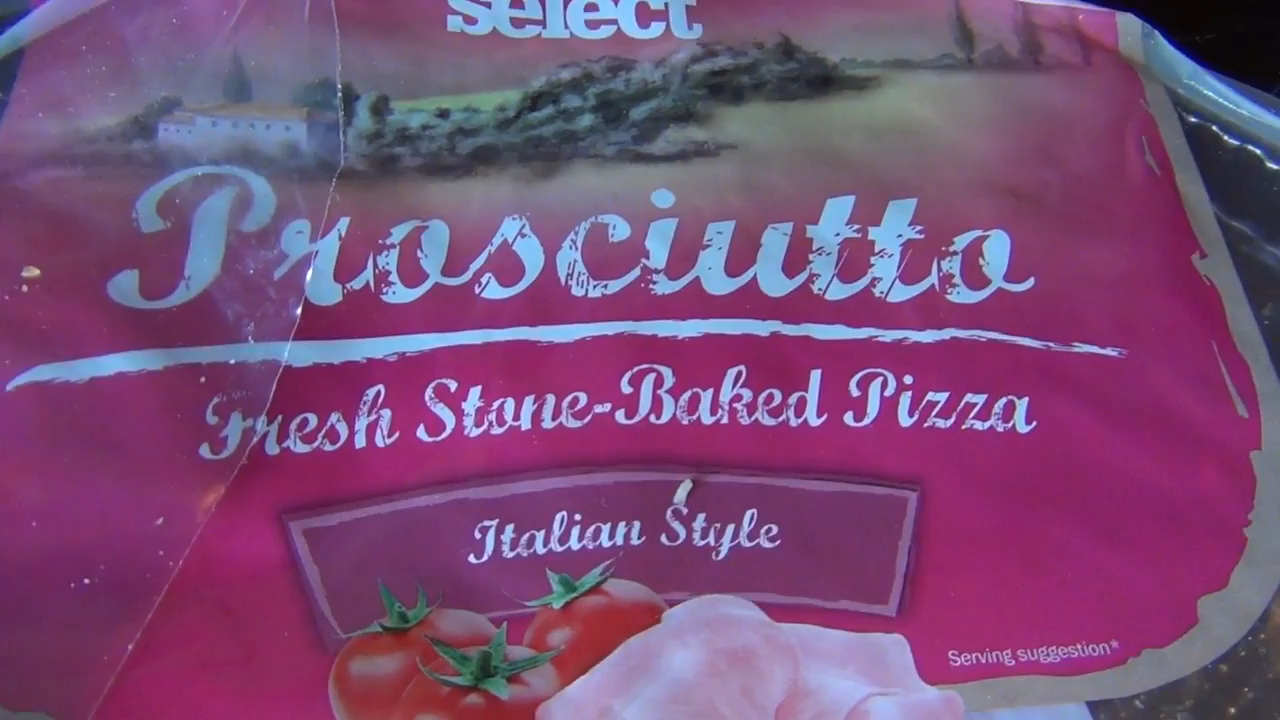 select
Prosciutto
Fresh Stone-Baked Pizza
Italian Style
Serving suggestion*